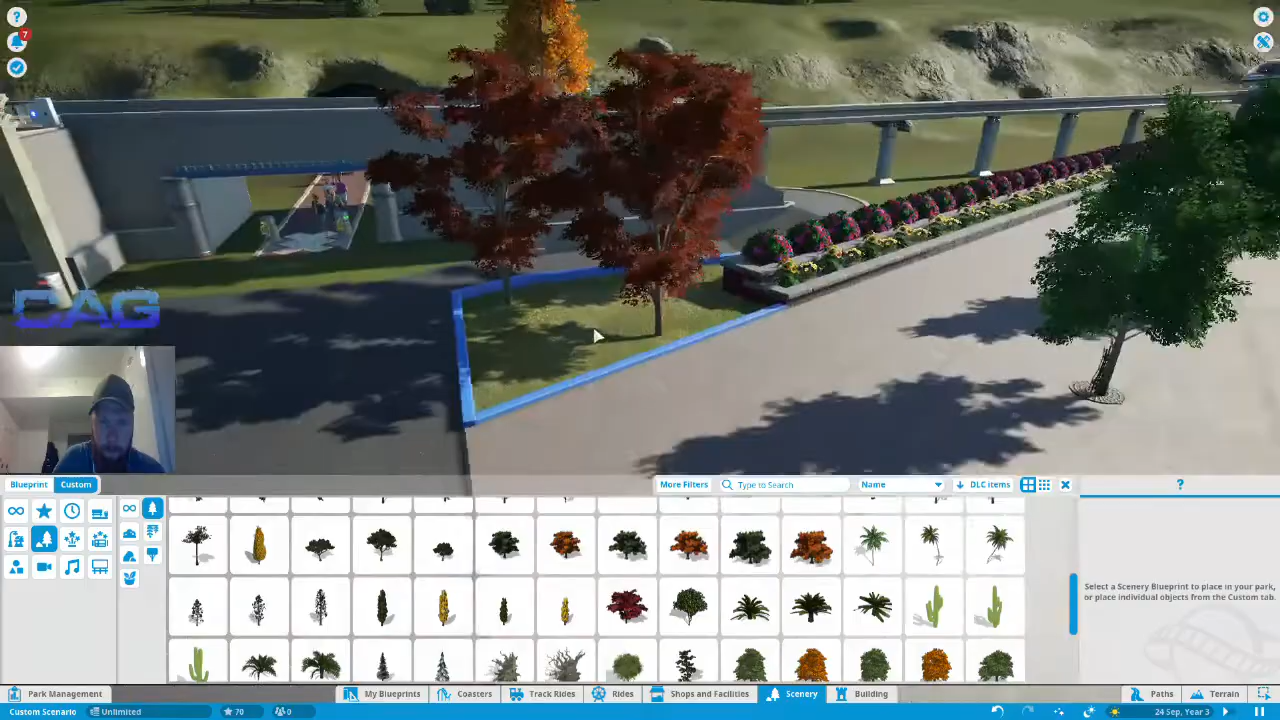 ?
7
CAG
Blueprint Custom
More Filters Type to Search Name DLC items
?
Select a Scenery Blueprint to place in your park,
or place individual objects from the Custom tab.
Park Management My Blueprints Coasters Track Rides Rides Shops and Facilities Scenery Building Paths Terrain
Custom Scenario Unlimited 70 0 24 Sep, Year 3